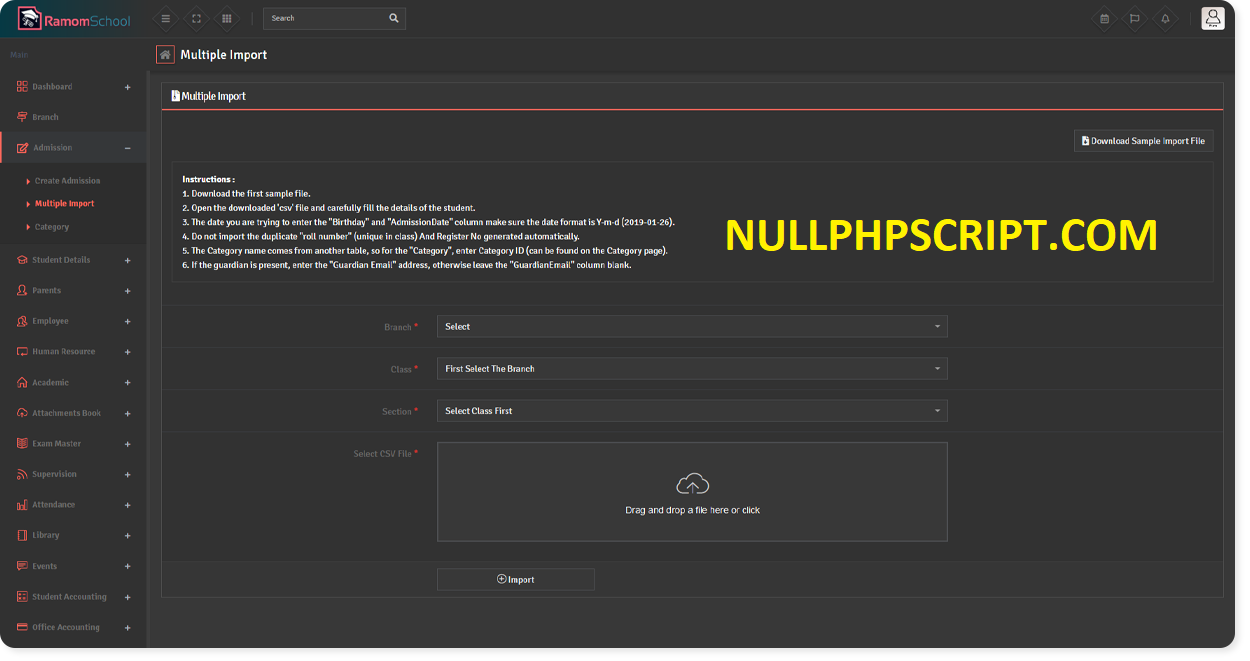 RamomSchool
Search
Main
Multiple Import
Dashboard +
Branch
Admission −
Create Admission
Multiple Import
Category
Student Details +
Parents +
Employee +
Human Resource +
Academic +
Attachments Book +
Exam Master +
Supervision +
Attendance +
Library +
Events +
Student Accounting +
Office Accounting +
Multiple Import
Download Sample Import File
Instructions :
1. Download the first sample file.
2. Open the downloaded 'csv' file and carefully fill the details of the student.
3. The date you are trying to enter the "Birthday" and "AdmissionDate" column make sure the date format is Y-m-d (2019-01-26).
4. Do not import the duplicate "roll number" (unique in class) And Register No generated automatically.
5. The Category name comes from another table, so for the "Category", enter Category ID (can be found on the Category page).
6. If the guardian is present, enter the "Guardian Email" address, otherwise leave the "GuardianEmail" column blank.
NULLPHPSCRIPT.COM
Branch * Select
Class * First Select The Branch
Section * Select Class First
Select CSV File *
Drag and drop a file here or click
Import